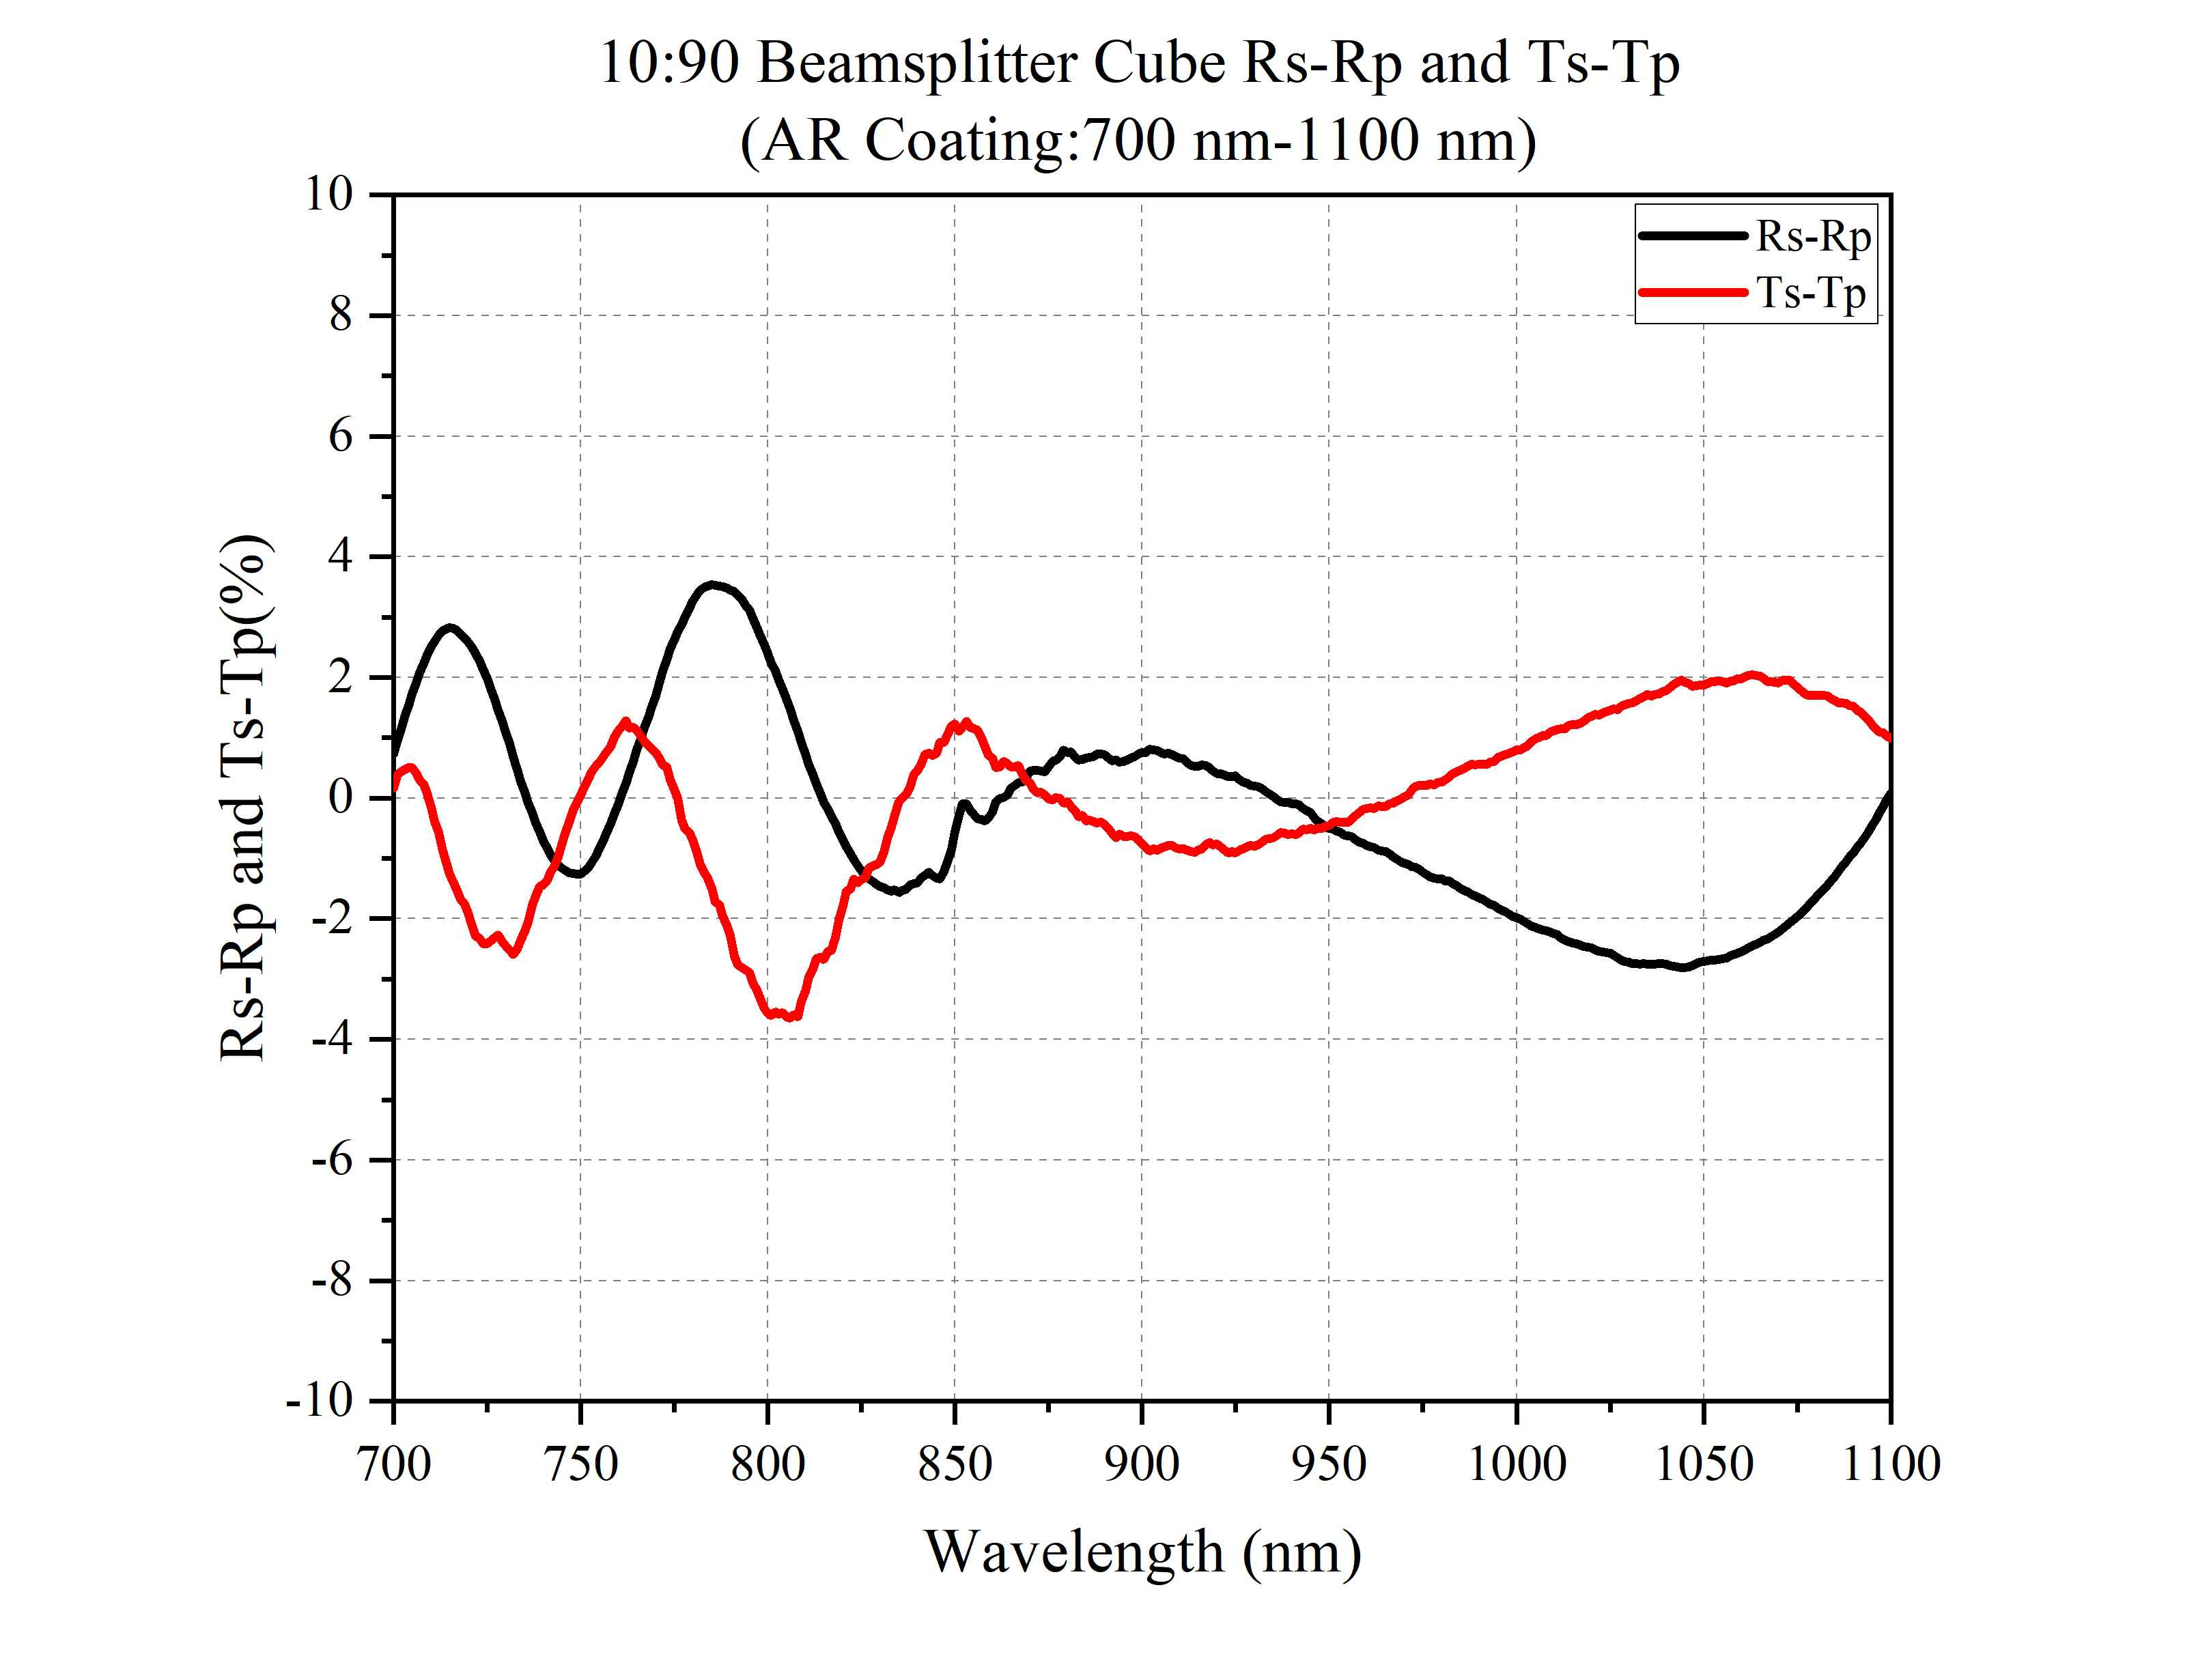 10:90 Beamsplitter Cube Rs-Rp and Ts-Tp
(AR Coating:700 nm-1100 nm)
Rs-Rp
Ts-Tp
Rs-Rp and Ts-Tp(%)
10
8
6
4
2
0
-2
-4
-6
-8
-10
700 750 800 850 900 950 1000 1050 1100
Wavelength (nm)